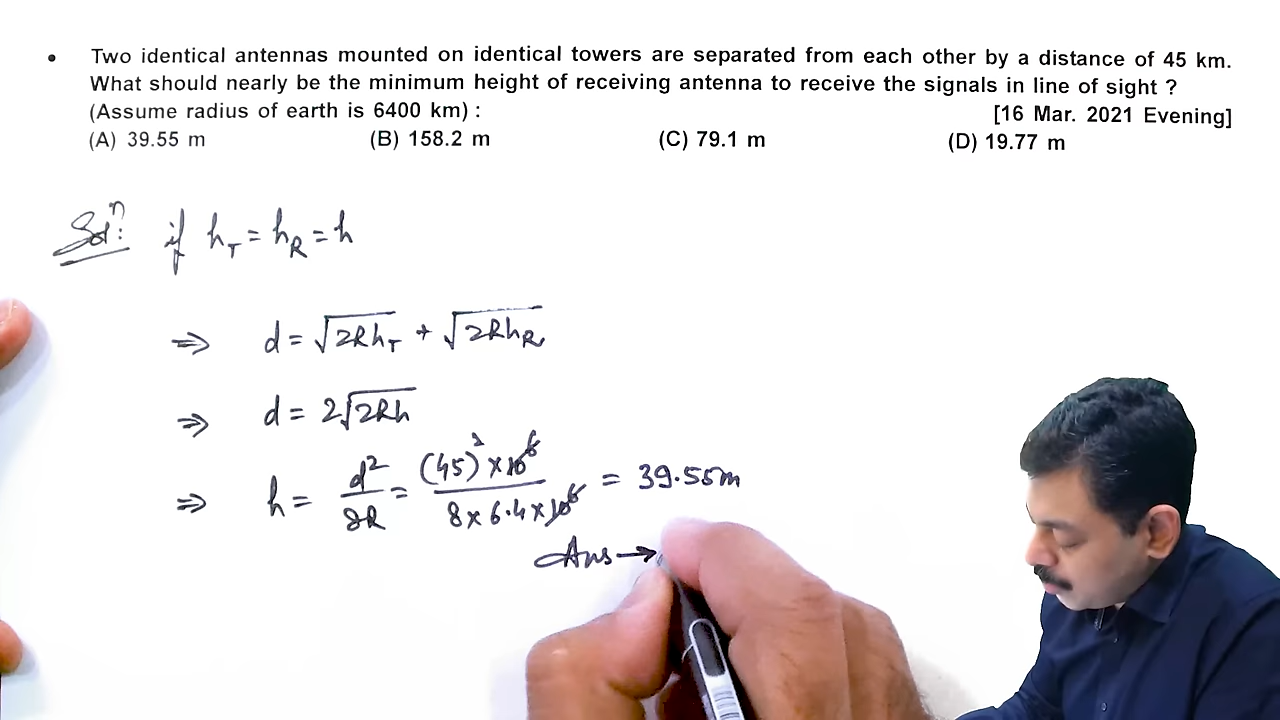 • Two identical antennas mounted on identical towers are separated from each other by a distance of 45 km.
What should nearly be the minimum height of receiving antenna to receive the signals in line of sight ?
(Assume radius of earth is 6400 km) : [16 Mar. 2021 Evening]
(A) 39.55 m (B) 158.2 m (C) 79.1 m (D) 19.77 m
Solⁿ: if h_T = h_R = h
⇒ d = √2Rh_T + √2Rh_R
⇒ d = 2√2Rh
⇒ h = d²/8R = (45)² × 10⁶ / 8 × 6.4 × 10⁶ = 39.55m
Ans →